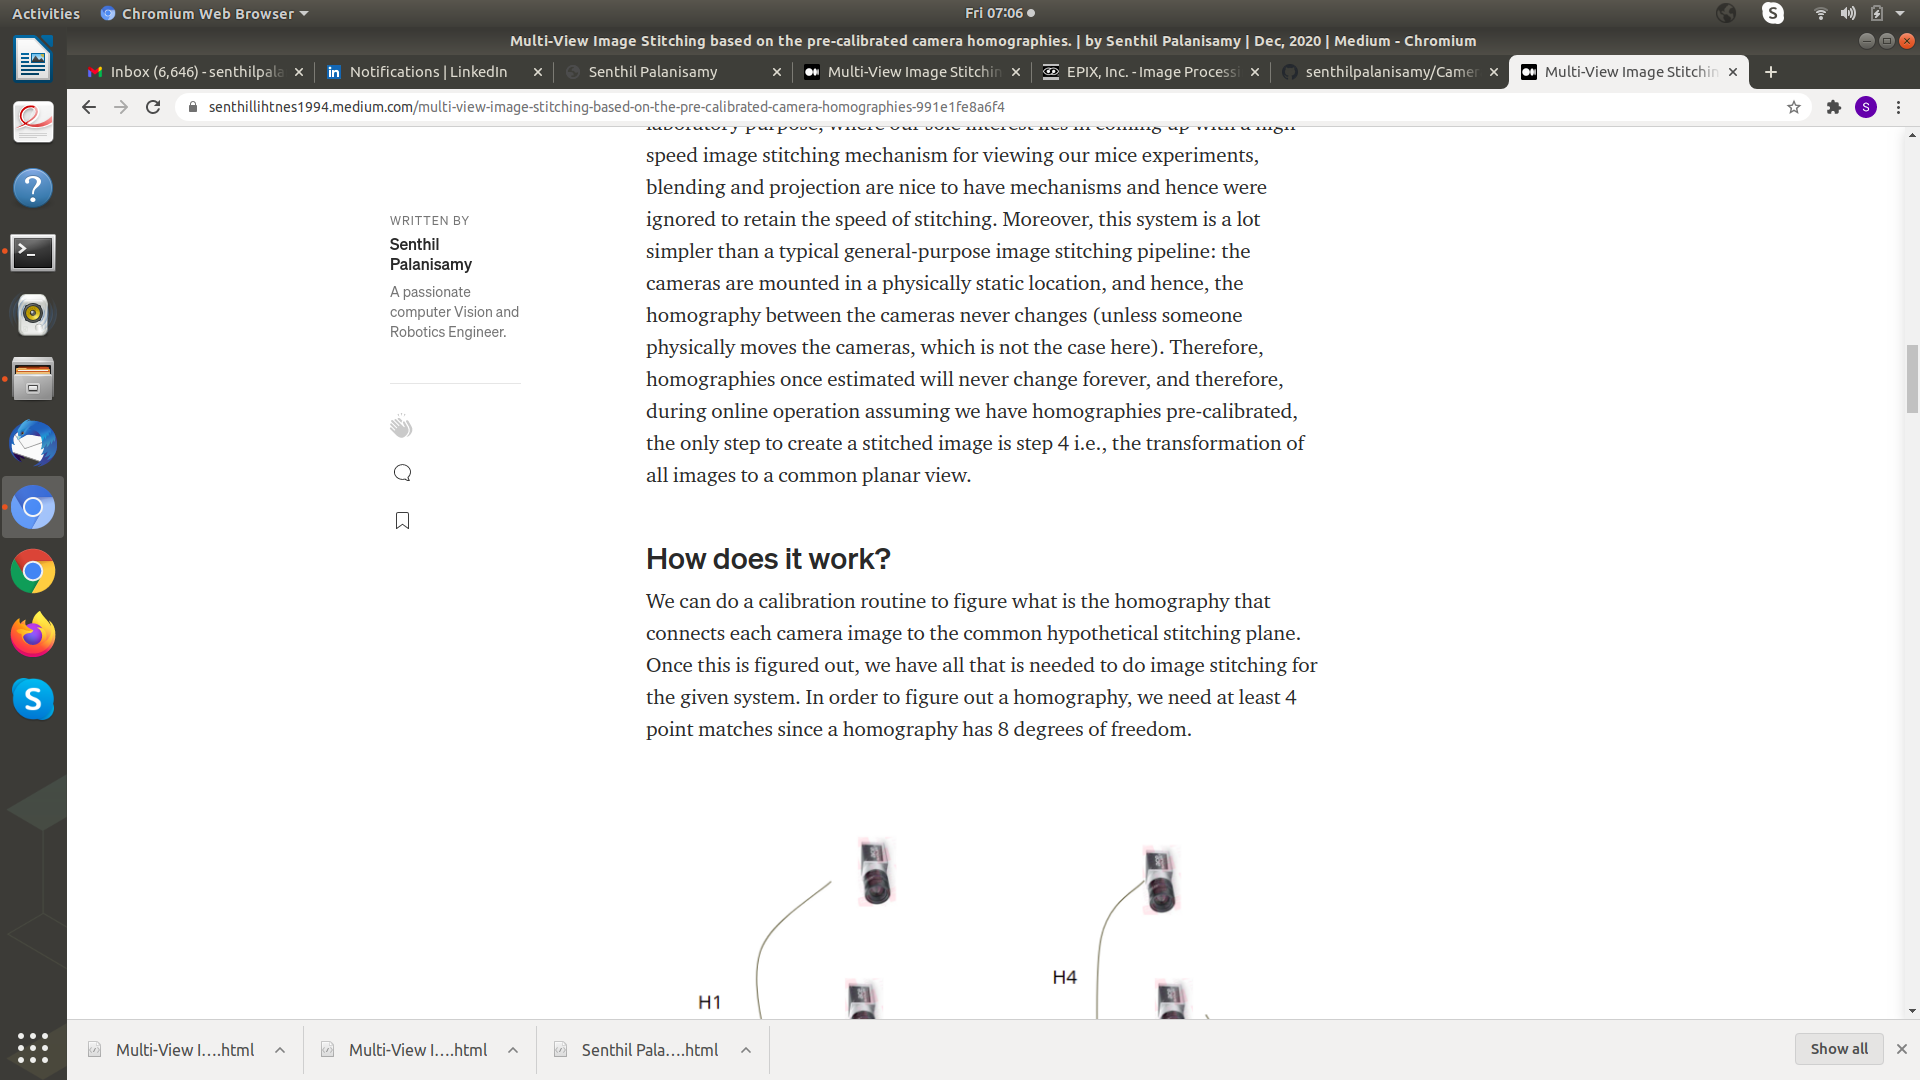 Activities
Chromium Web Browser
Fri 07:06
Multi-View Image Stitching based on the pre-calibrated camera homographies. | by Senthil Palanisamy | Dec, 2020 | Medium - Chromium
Inbox (6,646) - senthilpala
Notifications | LinkedIn
Senthil Palanisamy
Multi-View Image Stitchin
EPIX, Inc. - Image Processi
senthilpalanisamy/Camer
Multi-View Image Stitchin
senthillihtnes1994.medium.com/multi-view-image-stitching-based-on-the-pre-calibrated-camera-homographies-991e1fe8a6f4
S
laboratory purpose, where our sole interest lies in coming up with a high
speed image stitching mechanism for viewing our mice experiments,
blending and projection are nice to have mechanisms and hence were
ignored to retain the speed of stitching. Moreover, this system is a lot
simpler than a typical general-purpose image stitching pipeline: the
cameras are mounted in a physically static location, and hence, the
homography between the cameras never changes (unless someone
physically moves the cameras, which is not the case here). Therefore,
homographies once estimated will never change forever, and therefore,
during online operation assuming we have homographies pre-calibrated,
the only step to create a stitched image is step 4 i.e., the transformation of
all images to a common planar view.
WRITTEN BY
Senthil
Palanisamy
A passionate
computer Vision and
Robotics Engineer.
How does it work?
We can do a calibration routine to figure what is the homography that
connects each camera image to the common hypothetical stitching plane.
Once this is figured out, we have all that is needed to do image stitching for
the given system. In order to figure out a homography, we need at least 4
point matches since a homography has 8 degrees of freedom.
H4
H1
Multi-View I....html
Multi-View I....html
Senthil Pala....html
Show all